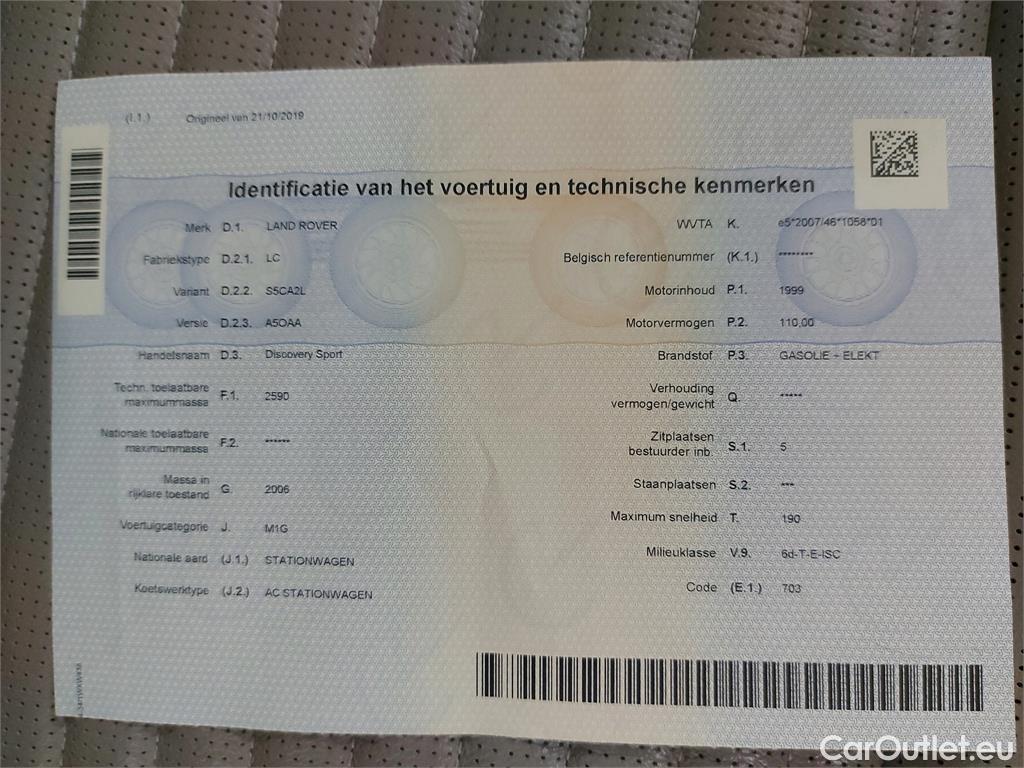 (I.1.) Origineel van 21/10/2019
Identificatie van het voertuig en technische kenmerken
Merk D.1. LAND ROVER
Fabriekstype D.2.1. LC
Variant D.2.2. S5CA2L
Versie D.2.3. A5OAA
Handelsnaam D.3. Discovery Sport
Techn. toelaatbare
maximummassa F.1. 2590
Nationale toelaatbare
maximummassa F.2. ******
Massa in
rijklare toestand G. 2006
Voertuigcategorie J. M1G
Nationale aard (J.1.) STATIONWAGEN
Koetswerktype (J.2.) AC STATIONWAGEN
WVTA K. e5*2007/46*1058*01
Belgisch referentienummer (K.1.) ********
Motorinhoud P.1. 1999
Motorvermogen P.2. 110,00
Brandstof P.3. GASOLIE - ELEKT
Verhouding
vermogen/gewicht Q. *****
Zitplaatsen
bestuurder inb. S.1. 5
Staanplaatsen S.2. ***
Maximum snelheid T. 190
Milieuklasse V.9. 6d-T-E-ISC
Code (E.1.) 703
CarOutlet.eu